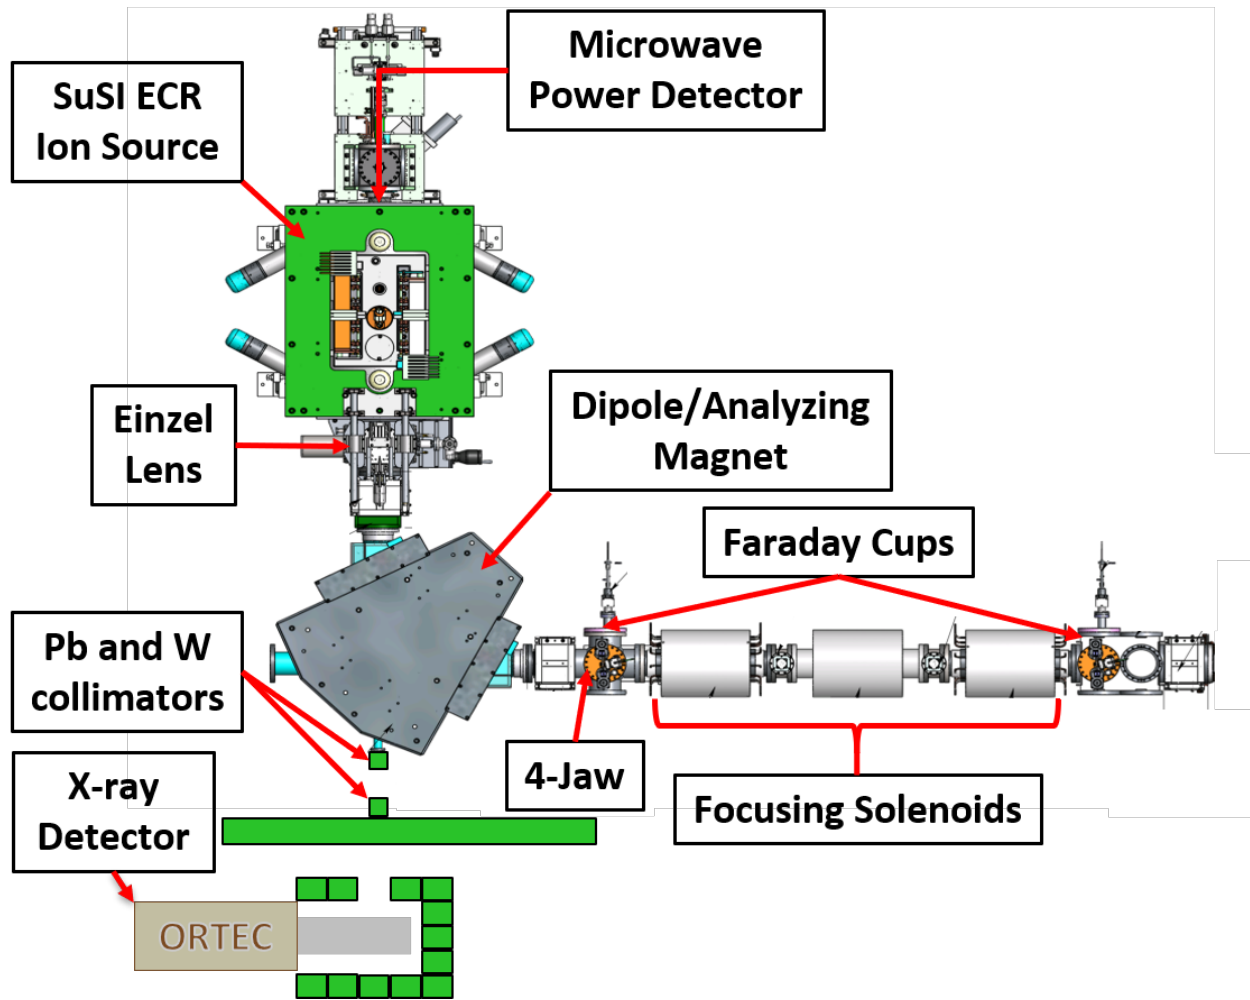 Microwave
Power Detector
SuSI ECR
Ion Source
Einzel
Lens
Dipole/Analyzing
Magnet
Faraday Cups
Pb and W
collimators
4-Jaw
Focusing Solenoids
X-ray
Detector
ORTEC